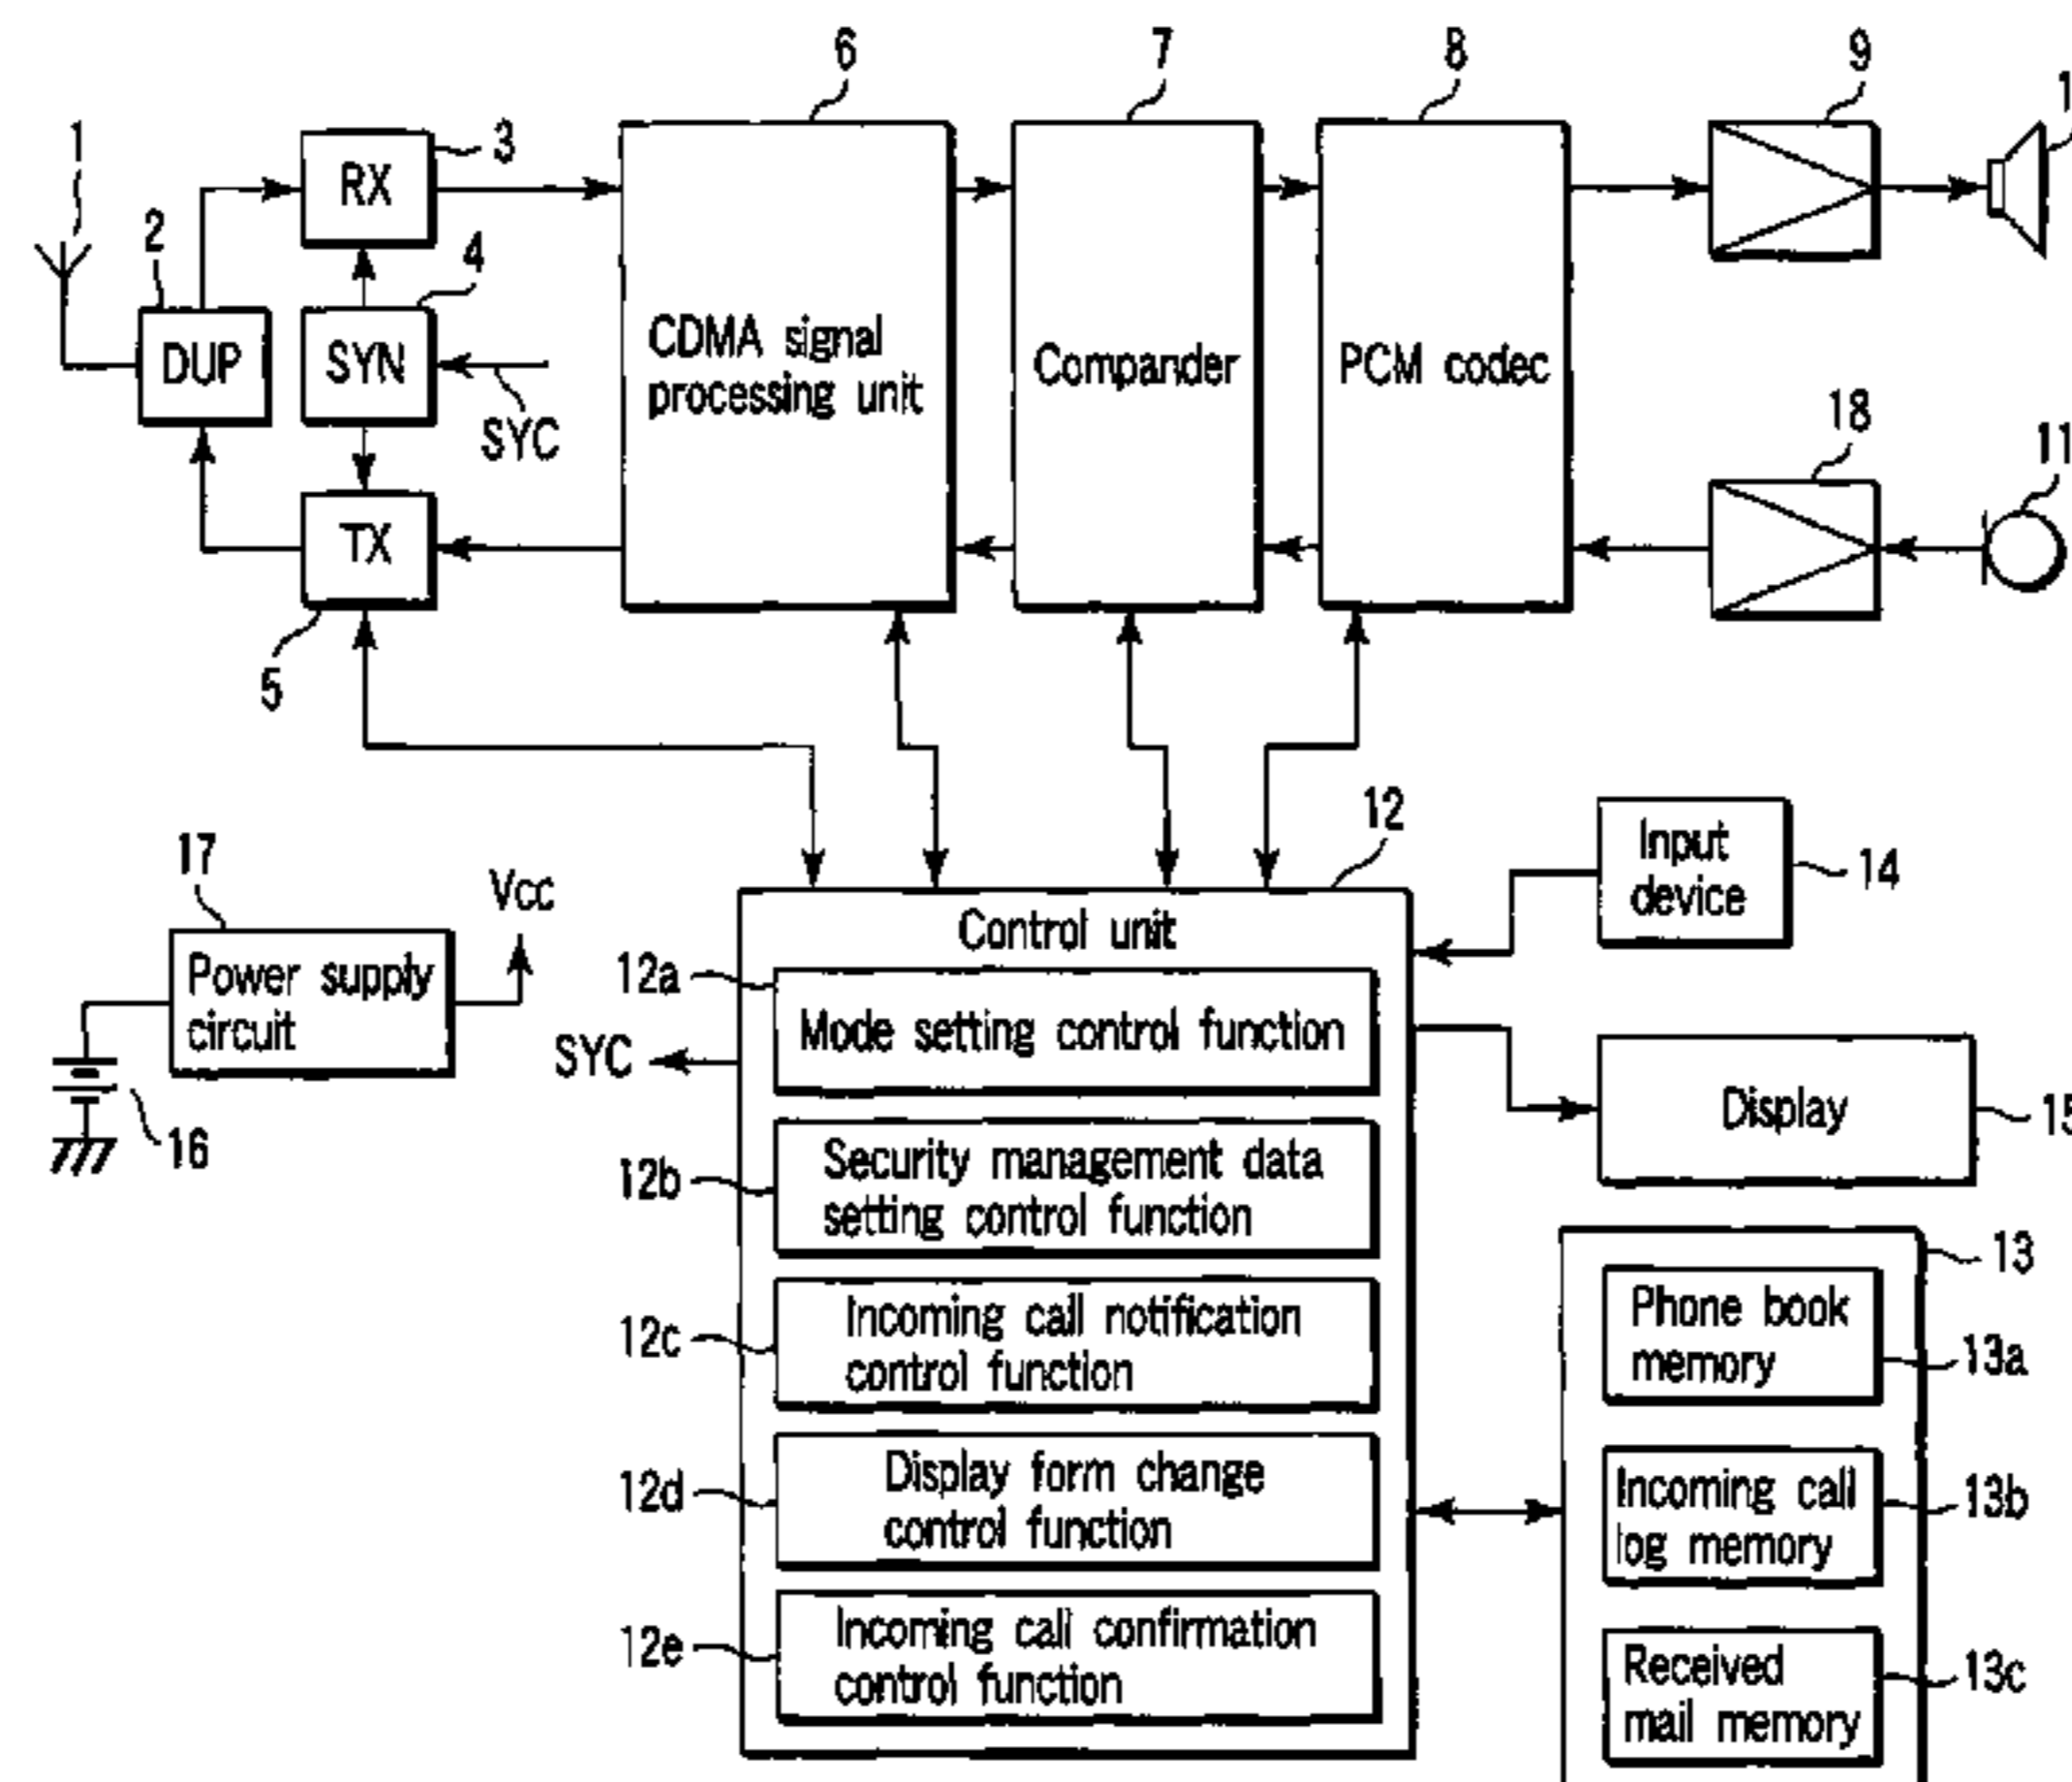 6
7
8
9
1
3
RX
2
4
DUP
SYN
SYC
CDMA signal
processing unit
Compander
PCM codec
18
11
TX
5
17
Vcc
Power supply
circuit
16
12
Input
device
14
Control unit
12a
Mode setting control function
SYC
Display
12b
Security management data
setting control function
13
12c
Incoming call notification
control function
Phone book
memory
13a
12d
Display form change
control function
Incoming call
log memory
13b
12e
Incoming call confirmation
control function
Received
mail memory
13c